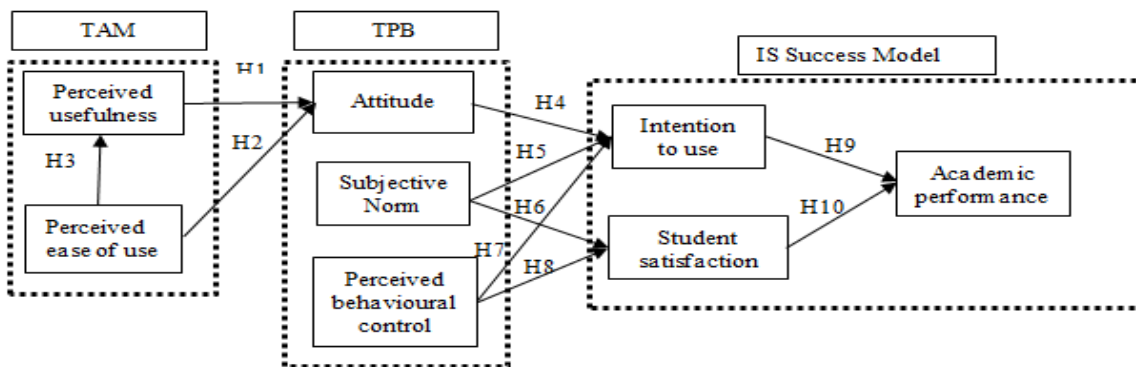 TAM
TPB
IS Success Model
H1
Perceived
usefulness
Attitude
H4
Intention
to use
H2
H5
H9
H3
Subjective
Norm
Academic
performance
H6
H10
Perceived
ease of use
Student
satisfaction
H7
H8
Perceived
behavioural
control